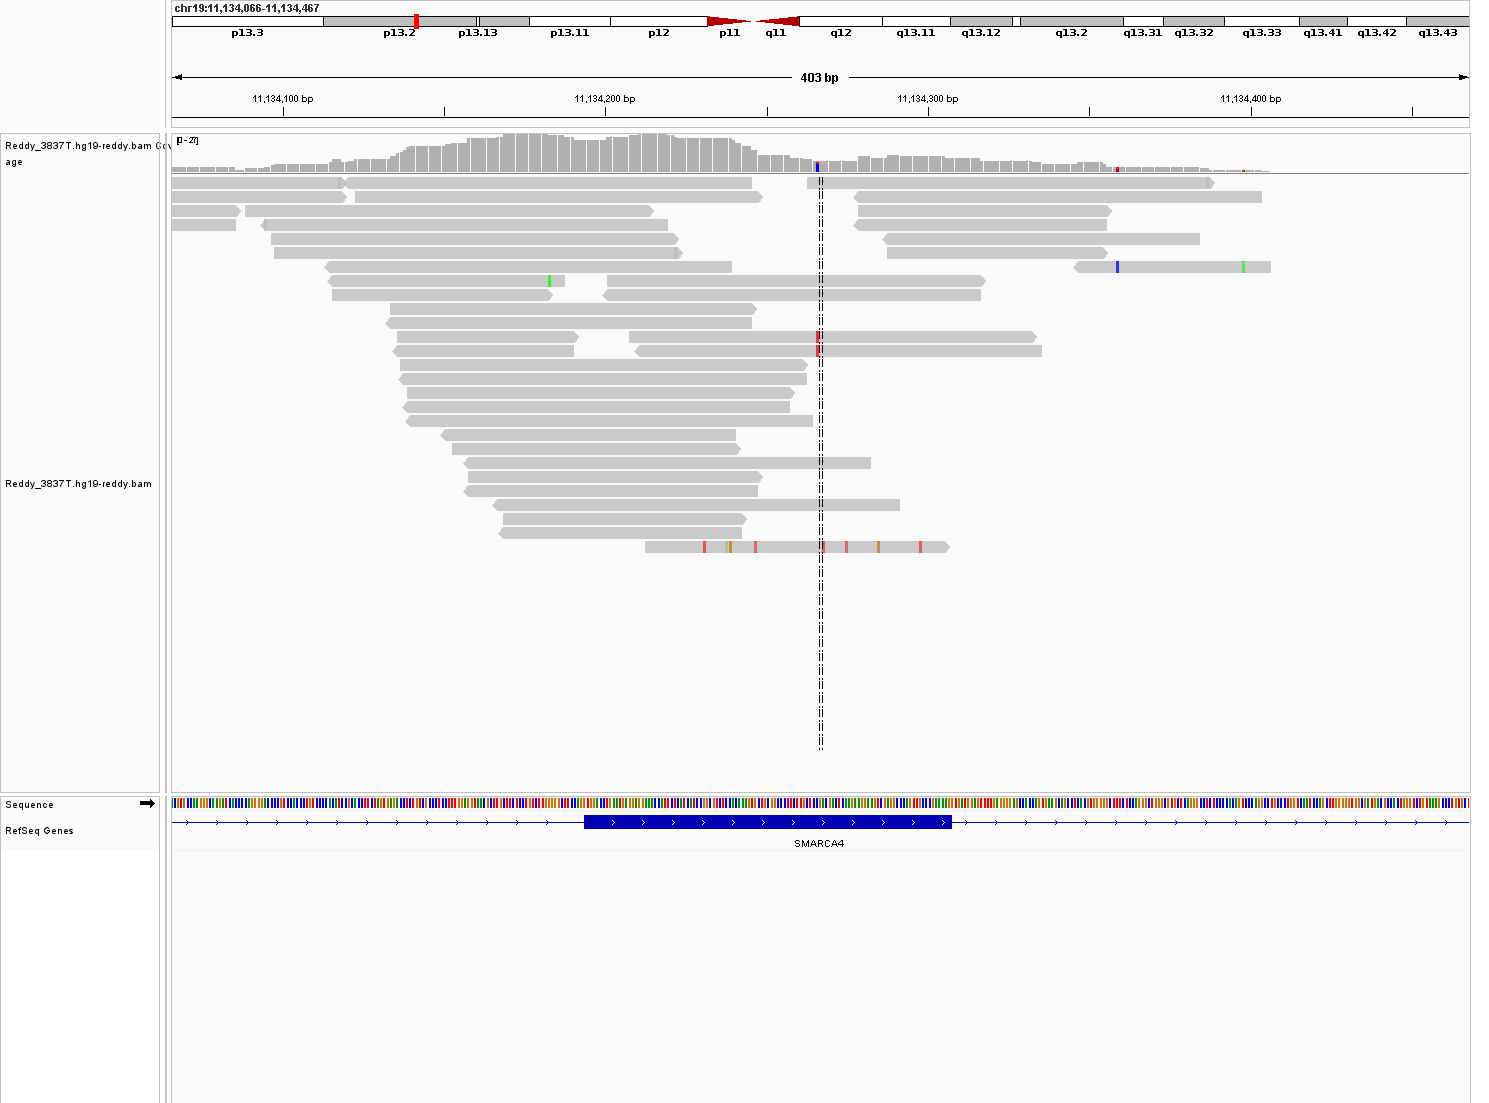 chr19:11,134,066-11,134,467
p13.3 p13.2 p13.13 p13.11 p12 p11 q11 q12 q13.11 q13.12 q13.2 q13.31 q13.32 q13.33 q13.41 q13.42 q13.43
403 bp
11,134,100 bp 11,134,200 bp 11,134,300 bp 11,134,400 bp
[0 - 27]
Reddy_3837T.hg19-reddy.bam Cov
age
Reddy_3837T.hg19-reddy.bam
Sequence
RefSeq Genes
SMARCA4